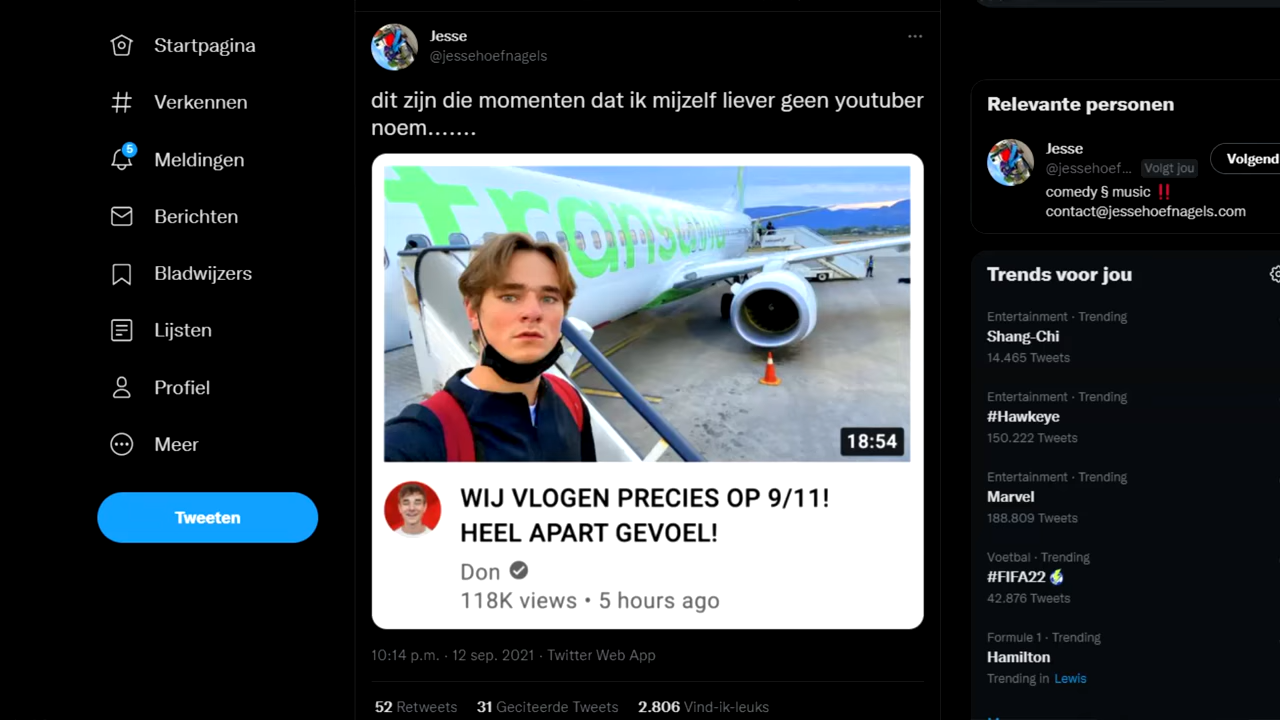 Startpagina
Verkennen
5
Meldingen
Berichten
Bladwijzers
Lijsten
Profiel
Meer
Tweeten
Jesse
@jessehoefnagels
dit zijn die momenten dat ik mijzelf liever geen youtuber
noem.......
transavia
18:54
WIJ VLOGEN PRECIES OP 9/11!
HEEL APART GEVOEL!
Don
118K views • 5 hours ago
10:14 p.m. · 12 sep. 2021 · Twitter Web App
52 Retweets 31 Geciteerde Tweets 2.806 Vind-ik-leuks
Relevante personen
Jesse
@jessehoef... Volgt jou
Volgend
comedy § music ‼️
contact@jessehoefnagels.com
Trends voor jou
Entertainment · Trending
Shang-Chi
14.465 Tweets
Entertainment · Trending
#Hawkeye
150.222 Tweets
Entertainment · Trending
Marvel
188.809 Tweets
Voetbal · Trending
#FIFA22
42.876 Tweets
Formule 1 · Trending
Hamilton
Trending in Lewis